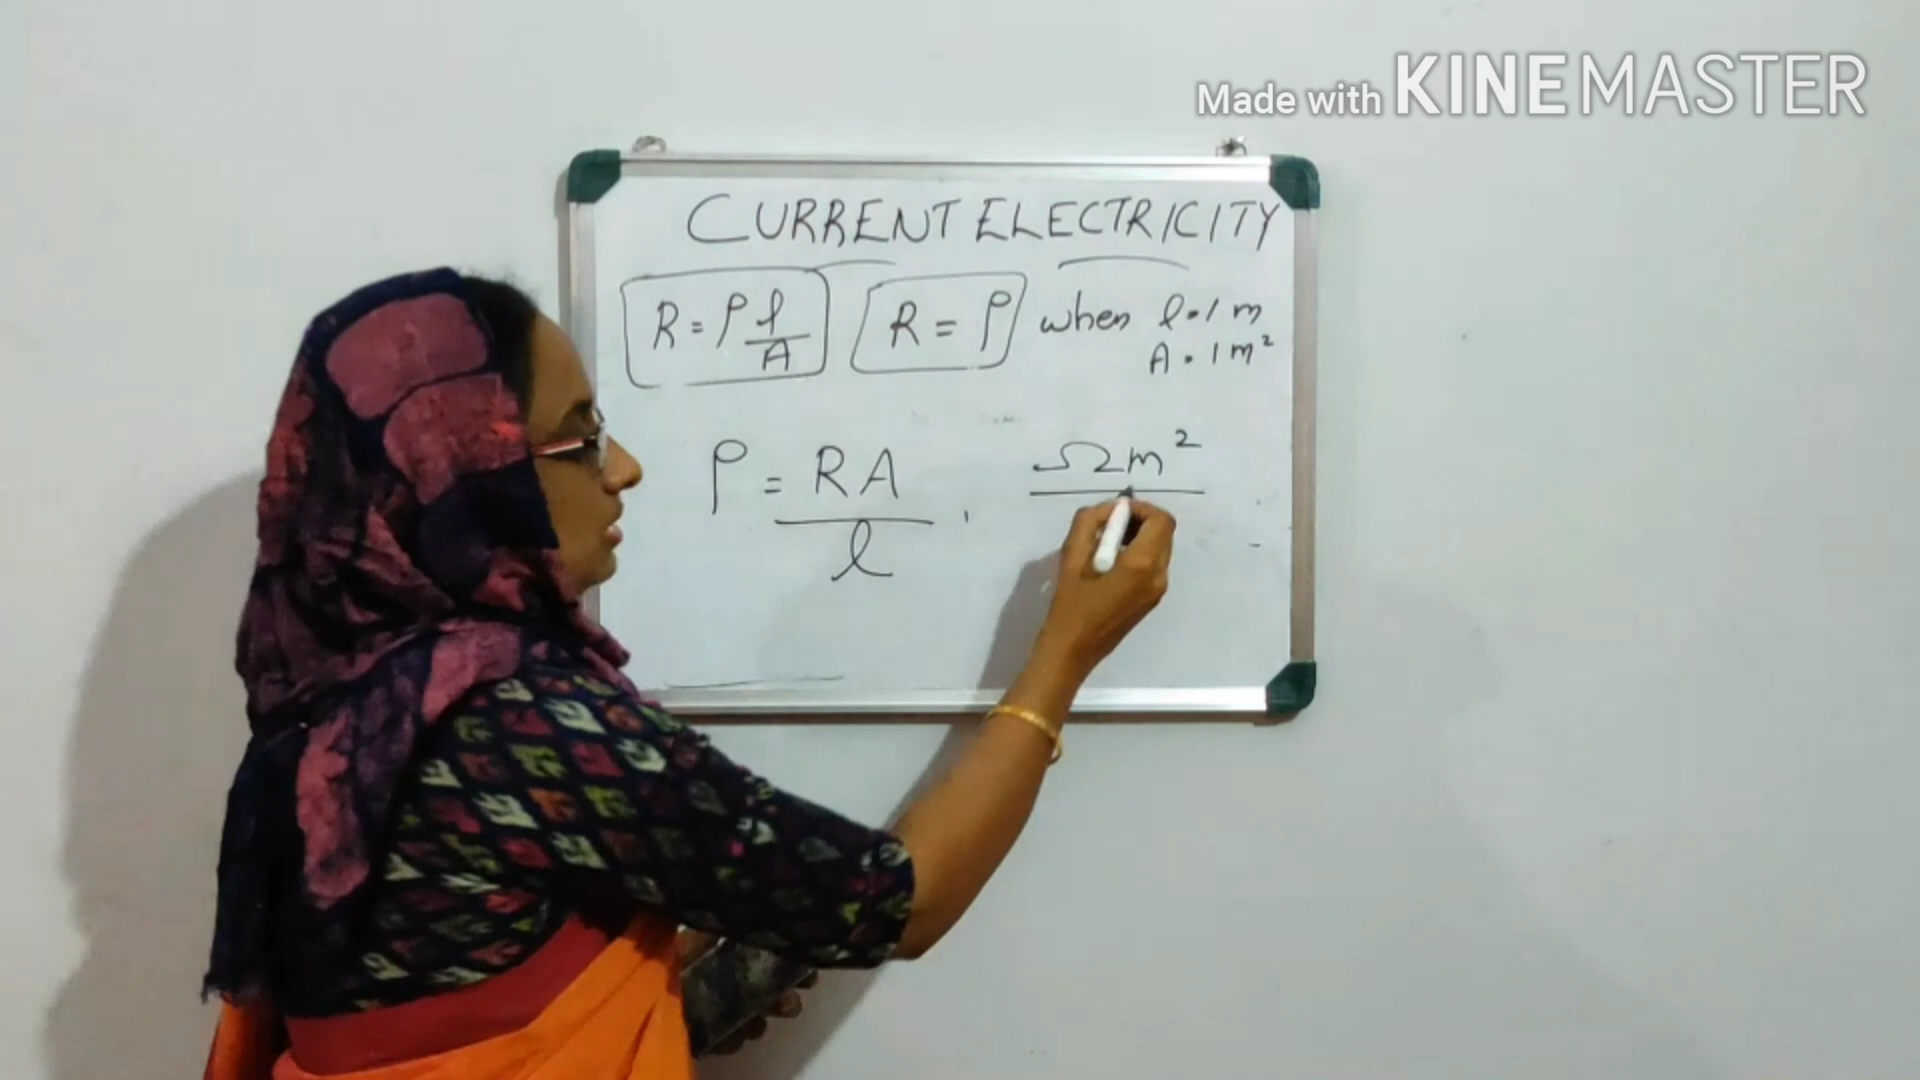 Made with KINEMASTER
CURRENT ELECTRICITY
R = ρ l/A R = ρ when l = 1 m
A = 1 m²
ρ = RA/l , Ωm²